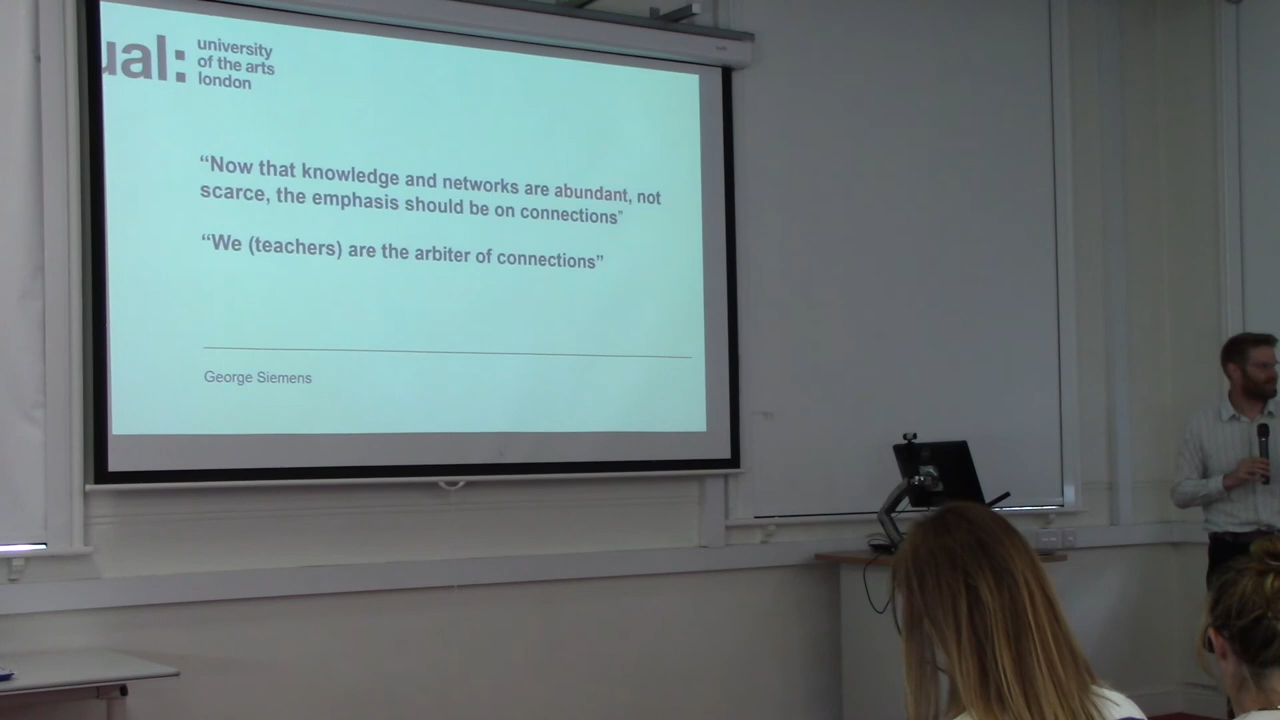 ual:
university
of the arts
london
“Now that knowledge and networks are abundant, not
scarce, the emphasis should be on connections”
“We (teachers) are the arbiter of connections”
George Siemens